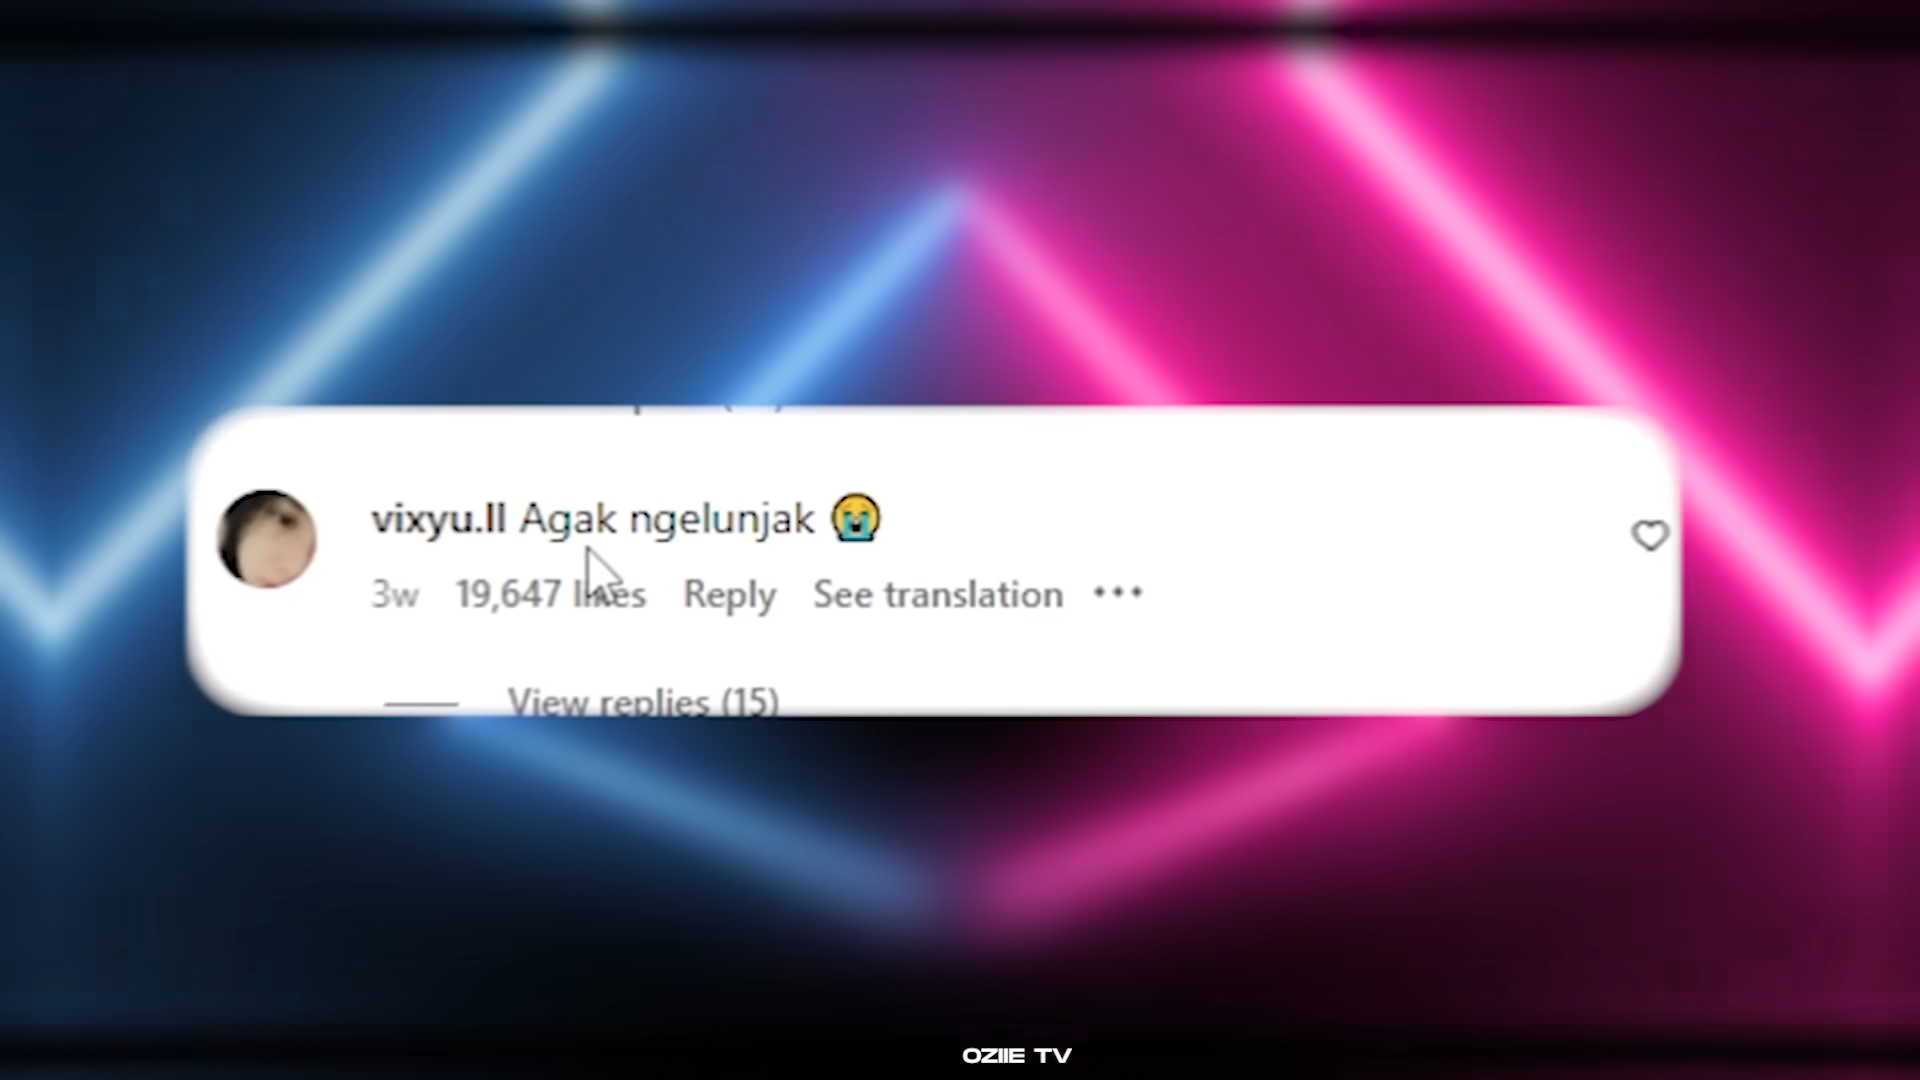 vixyu.ll Agak ngelunjak 😭
3w 19,647 likes Reply See translation •••
View replies (15)
OZIIE TV